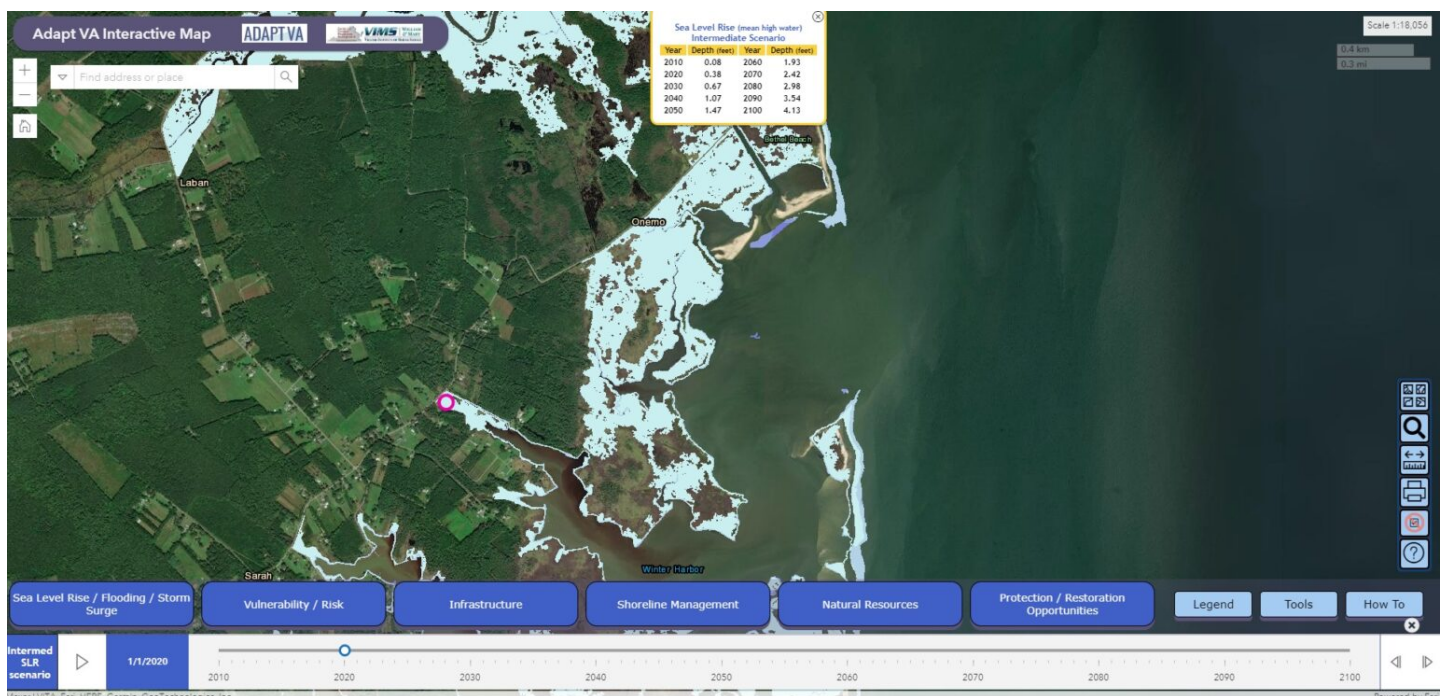 Adapt VA Interactive Map
ADAPTVA
VIMS
Find address or place
Sea Level Rise (mean high water)
Intermediate Scenario
Year Depth (feet) Year Depth (feet)
2010 0.08 2060 1.93
2020 0.38 2070 2.42
2030 0.67 2080 2.98
2040 1.07 2090 3.54
2050 1.47 2100 4.13
Scale 1:18,056
0.4 km
0.3 mi
Bethel Beach
Laban
Onemo
Winter Harbor
Sarah
Sea Level Rise / Flooding / Storm
Surge
Vulnerability / Risk
Infrastructure
Shoreline Management
Natural Resources
Protection / Restoration
Opportunities
Legend
Tools
How To
Intermed
SLR
scenario
1/1/2020
2010 2020 2030 2040 2050 2060 2070 2080 2090 2100